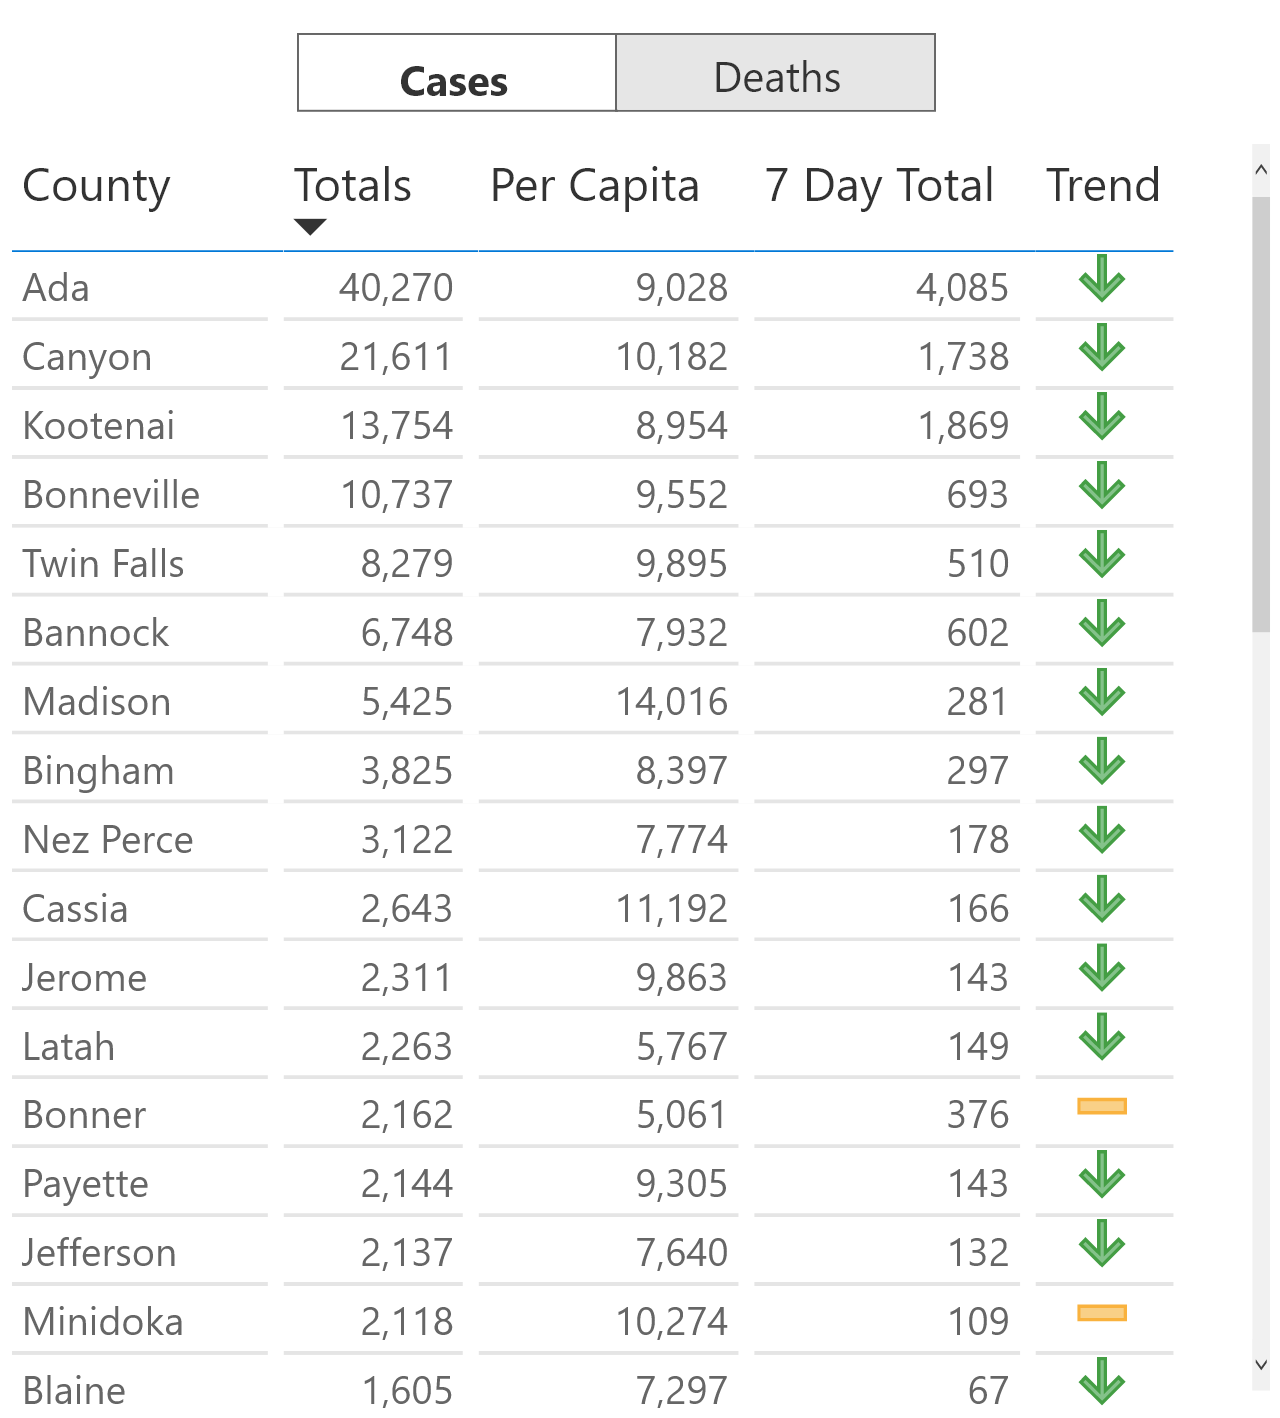 Cases Deaths
County Totals Per Capita 7 Day Total Trend
Ada 40,270 9,028 4,085
Canyon 21,611 10,182 1,738
Kootenai 13,754 8,954 1,869
Bonneville 10,737 9,552 693
Twin Falls 8,279 9,895 510
Bannock 6,748 7,932 602
Madison 5,425 14,016 281
Bingham 3,825 8,397 297
Nez Perce 3,122 7,774 178
Cassia 2,643 11,192 166
Jerome 2,311 9,863 143
Latah 2,263 5,767 149
Bonner 2,162 5,061 376
Payette 2,144 9,305 143
Jefferson 2,137 7,640 132
Minidoka 2,118 10,274 109
Blaine 1,605 7,297 67